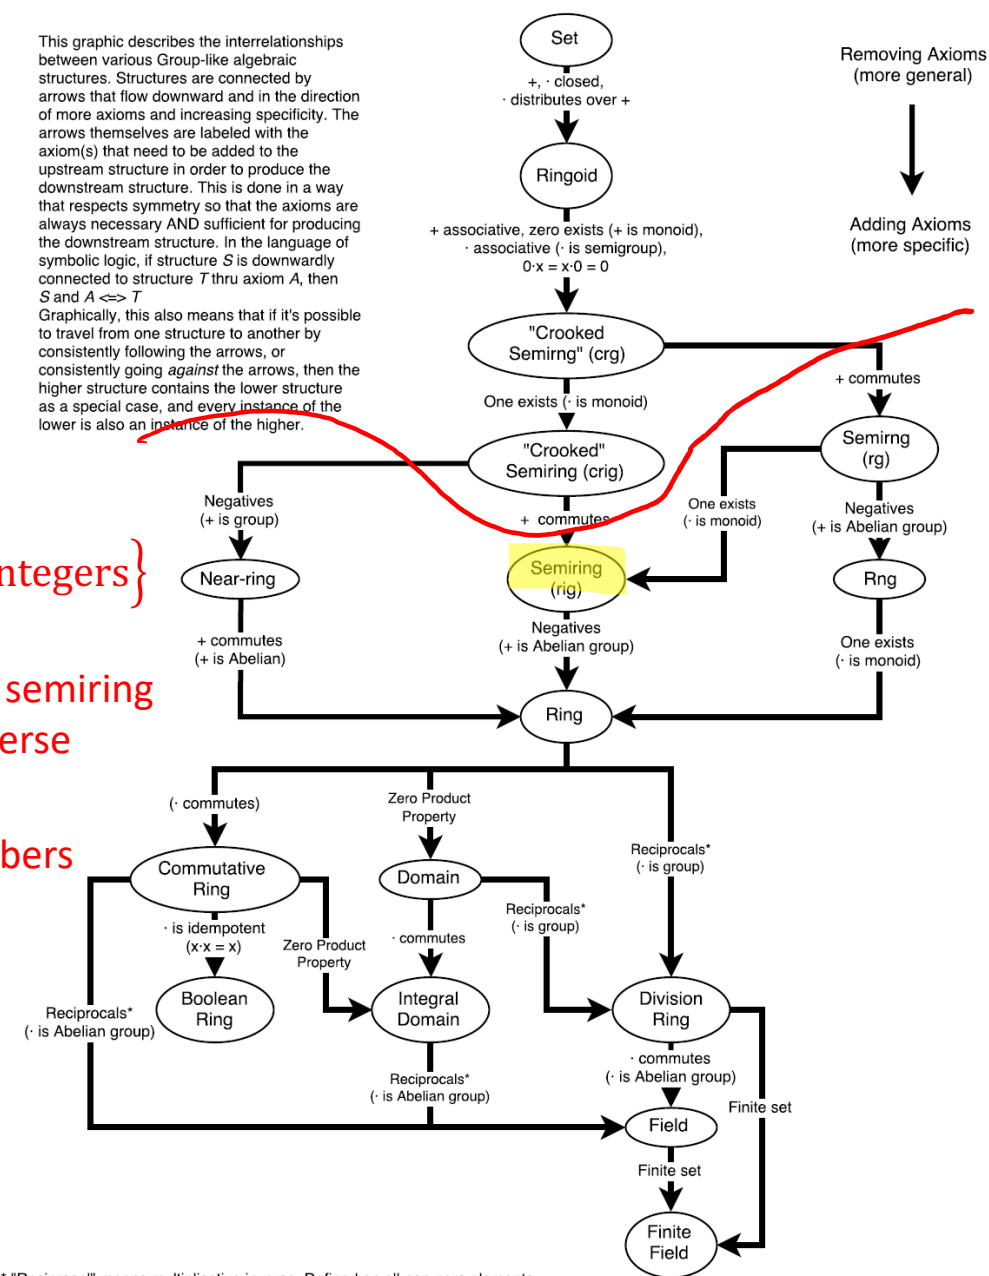 This graphic describes the interrelationships
between various Group-like algebraic
structures. Structures are connected by
arrows that flow downward and in the direction
of more axioms and increasing specificity. The
arrows themselves are labeled with the
axiom(s) that need to be added to the
upstream structure in order to produce the
downstream structure. This is done in a way
that respects symmetry so that the axioms are
always necessary AND sufficient for producing
the downstream structure. In the language of
symbolic logic, if structure S is downwardly
connected to structure T thru axiom A, then
S and A <=> T
Graphically, this also means that if it's possible
to travel from one structure to another by
consistently following the arrows, or
consistently going against the arrows, then the
higher structure contains the lower structure
as a special case, and every instance of the
lower is also an instance of the higher.
Set
Removing Axioms
(more general)
Adding Axioms
(more specific)
+, · closed,
· distributes over +
Ringoid
+ associative, zero exists (+ is monoid),
· associative (· is semigroup),
0·x = x·0 = 0
"Crooked
Semirng" (crg)
+ commutes
One exists (· is monoid)
"Crooked"
Semiring (crig)
Semirng
(rg)
Negatives
(+ is group)
+ commutes
One exists
(· is monoid)
Negatives
(+ is Abelian group)
ntegers}
Near-ring
Semiring
(rig)
Rng
+ commutes
(+ is Abelian)
Negatives
(+ is Abelian group)
One exists
(· is monoid)
semiring
erse
Ring
(· commutes)
Zero Product
Property
Reciprocals*
(· is group)
bers
Commutative
Ring
Domain
· is idempotent
(x·x = x)
Zero Product
Property
· commutes
Reciprocals*
(· is group)
Boolean
Ring
Integral
Domain
Division
Ring
Reciprocals*
(· is Abelian group)
Reciprocals*
(· is Abelian group)
· commutes
(· is Abelian group)
Finite set
Field
Finite set
Finite
Field